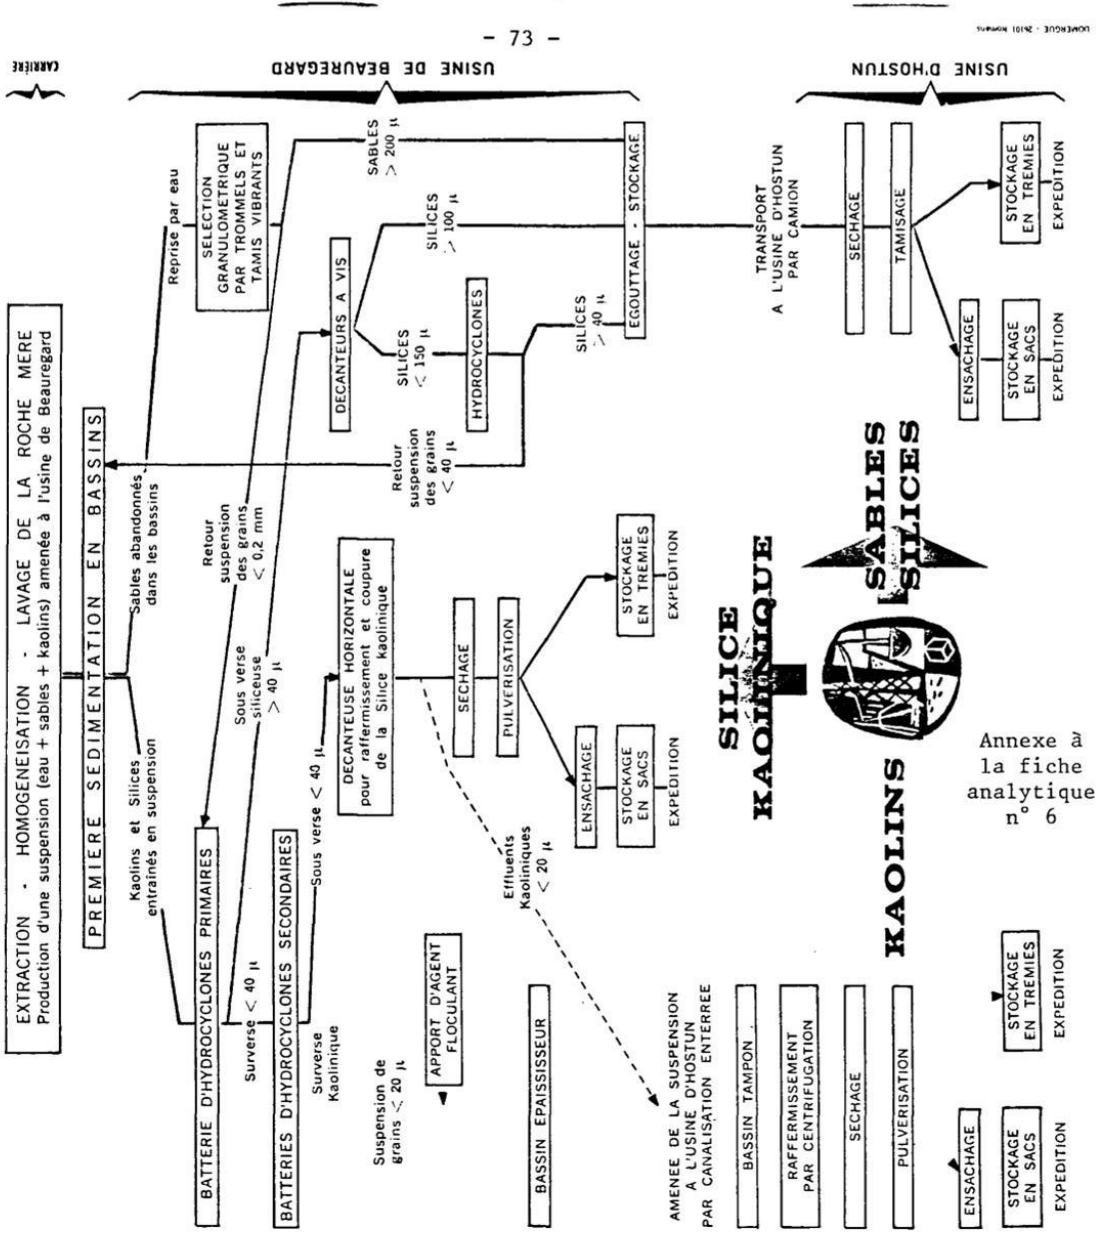 - 73 -
DOMERGUE - 26101 Romans
CARRIÈRE
USINE DE BEAUREGARD
USINE D'HOSTUN
EXTRACTION - HOMOGENEISATION - LAVAGE DE LA ROCHE MERE
Production d'une suspension (eau + sables + kaolins) amenée à l'usine de Beauregard
PREMIERE SEDIMENTATION EN BASSINS
Kaolins et Silices
entrainés en suspension
Sables abandonnés
dans les bassins
Reprise par eau
SELECTION
GRANULOMETRIQUE
PAR TROMMELS ET
TAMIS VIBRANTS
BATTERIE D'HYDROCYCLONES PRIMAIRES
Retour
suspension
des grains
< 0,2 mm
Sous verse
siliceuse
> 40 µ
Surverse < 40 µ
BATTERIES D'HYDROCYCLONES SECONDAIRES
Surverse
Kaolinique
Sous verse < 40 µ
DECANTEUSE HORIZONTALE
pour raffermissement et coupure
de la Silice kaolinique
DECANTEURS A VIS
SABLES
> 200 µ
SILICES
< 150 µ
SILICES
> 100 µ
Retour
suspension
des grains
< 40 µ
HYDROCYCLONES
SILICES
> 40 µ
EGOUTTAGE - STOCKAGE
Suspension de
grains < 20 µ
APPORT D'AGENT
FLOCULANT
Effluents
Kaoliniques
< 20 µ
BASSIN EPAISSISSEUR
SECHAGE
PULVERISATION
ENSACHAGE
STOCKAGE
EN SACS
EXPEDITION
STOCKAGE
EN TREMIES
EXPEDITION
AMENEE DE LA SUSPENSION
A L'USINE D'HOSTUN
PAR CANALISATION ENTERREE
BASSIN TAMPON
RAFFERMISSEMENT
PAR CENTRIFUGATION
SECHAGE
PULVERISATION
ENSACHAGE
STOCKAGE
EN SACS
EXPEDITION
STOCKAGE
EN TREMIES
EXPEDITION
TRANSPORT
A L'USINE D'HOSTUN
PAR CAMION
SECHAGE
TAMISAGE
ENSACHAGE
STOCKAGE
EN SACS
EXPEDITION
STOCKAGE
EN TREMIES
EXPEDITION
SILICE
KAOLINIQUE
KAOLINS
SABLES
SILICES
Annexe à
la fiche
analytique
n° 6